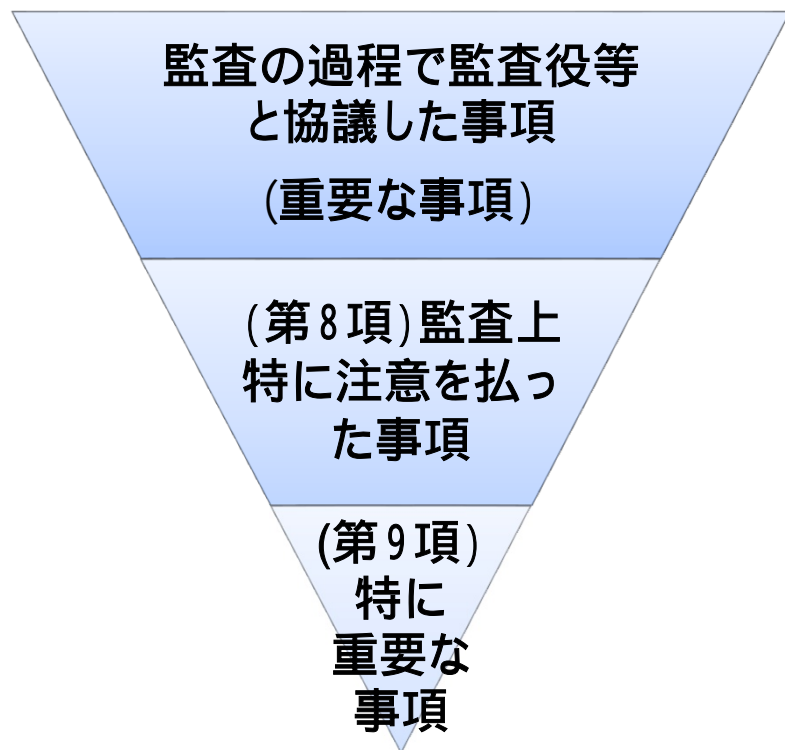 監査の過程で監査役等
と協議した事項
(重要な事項)
(第8項)監査上
特に注意を払っ
た事項
(第9項)
特に
重要な
事項